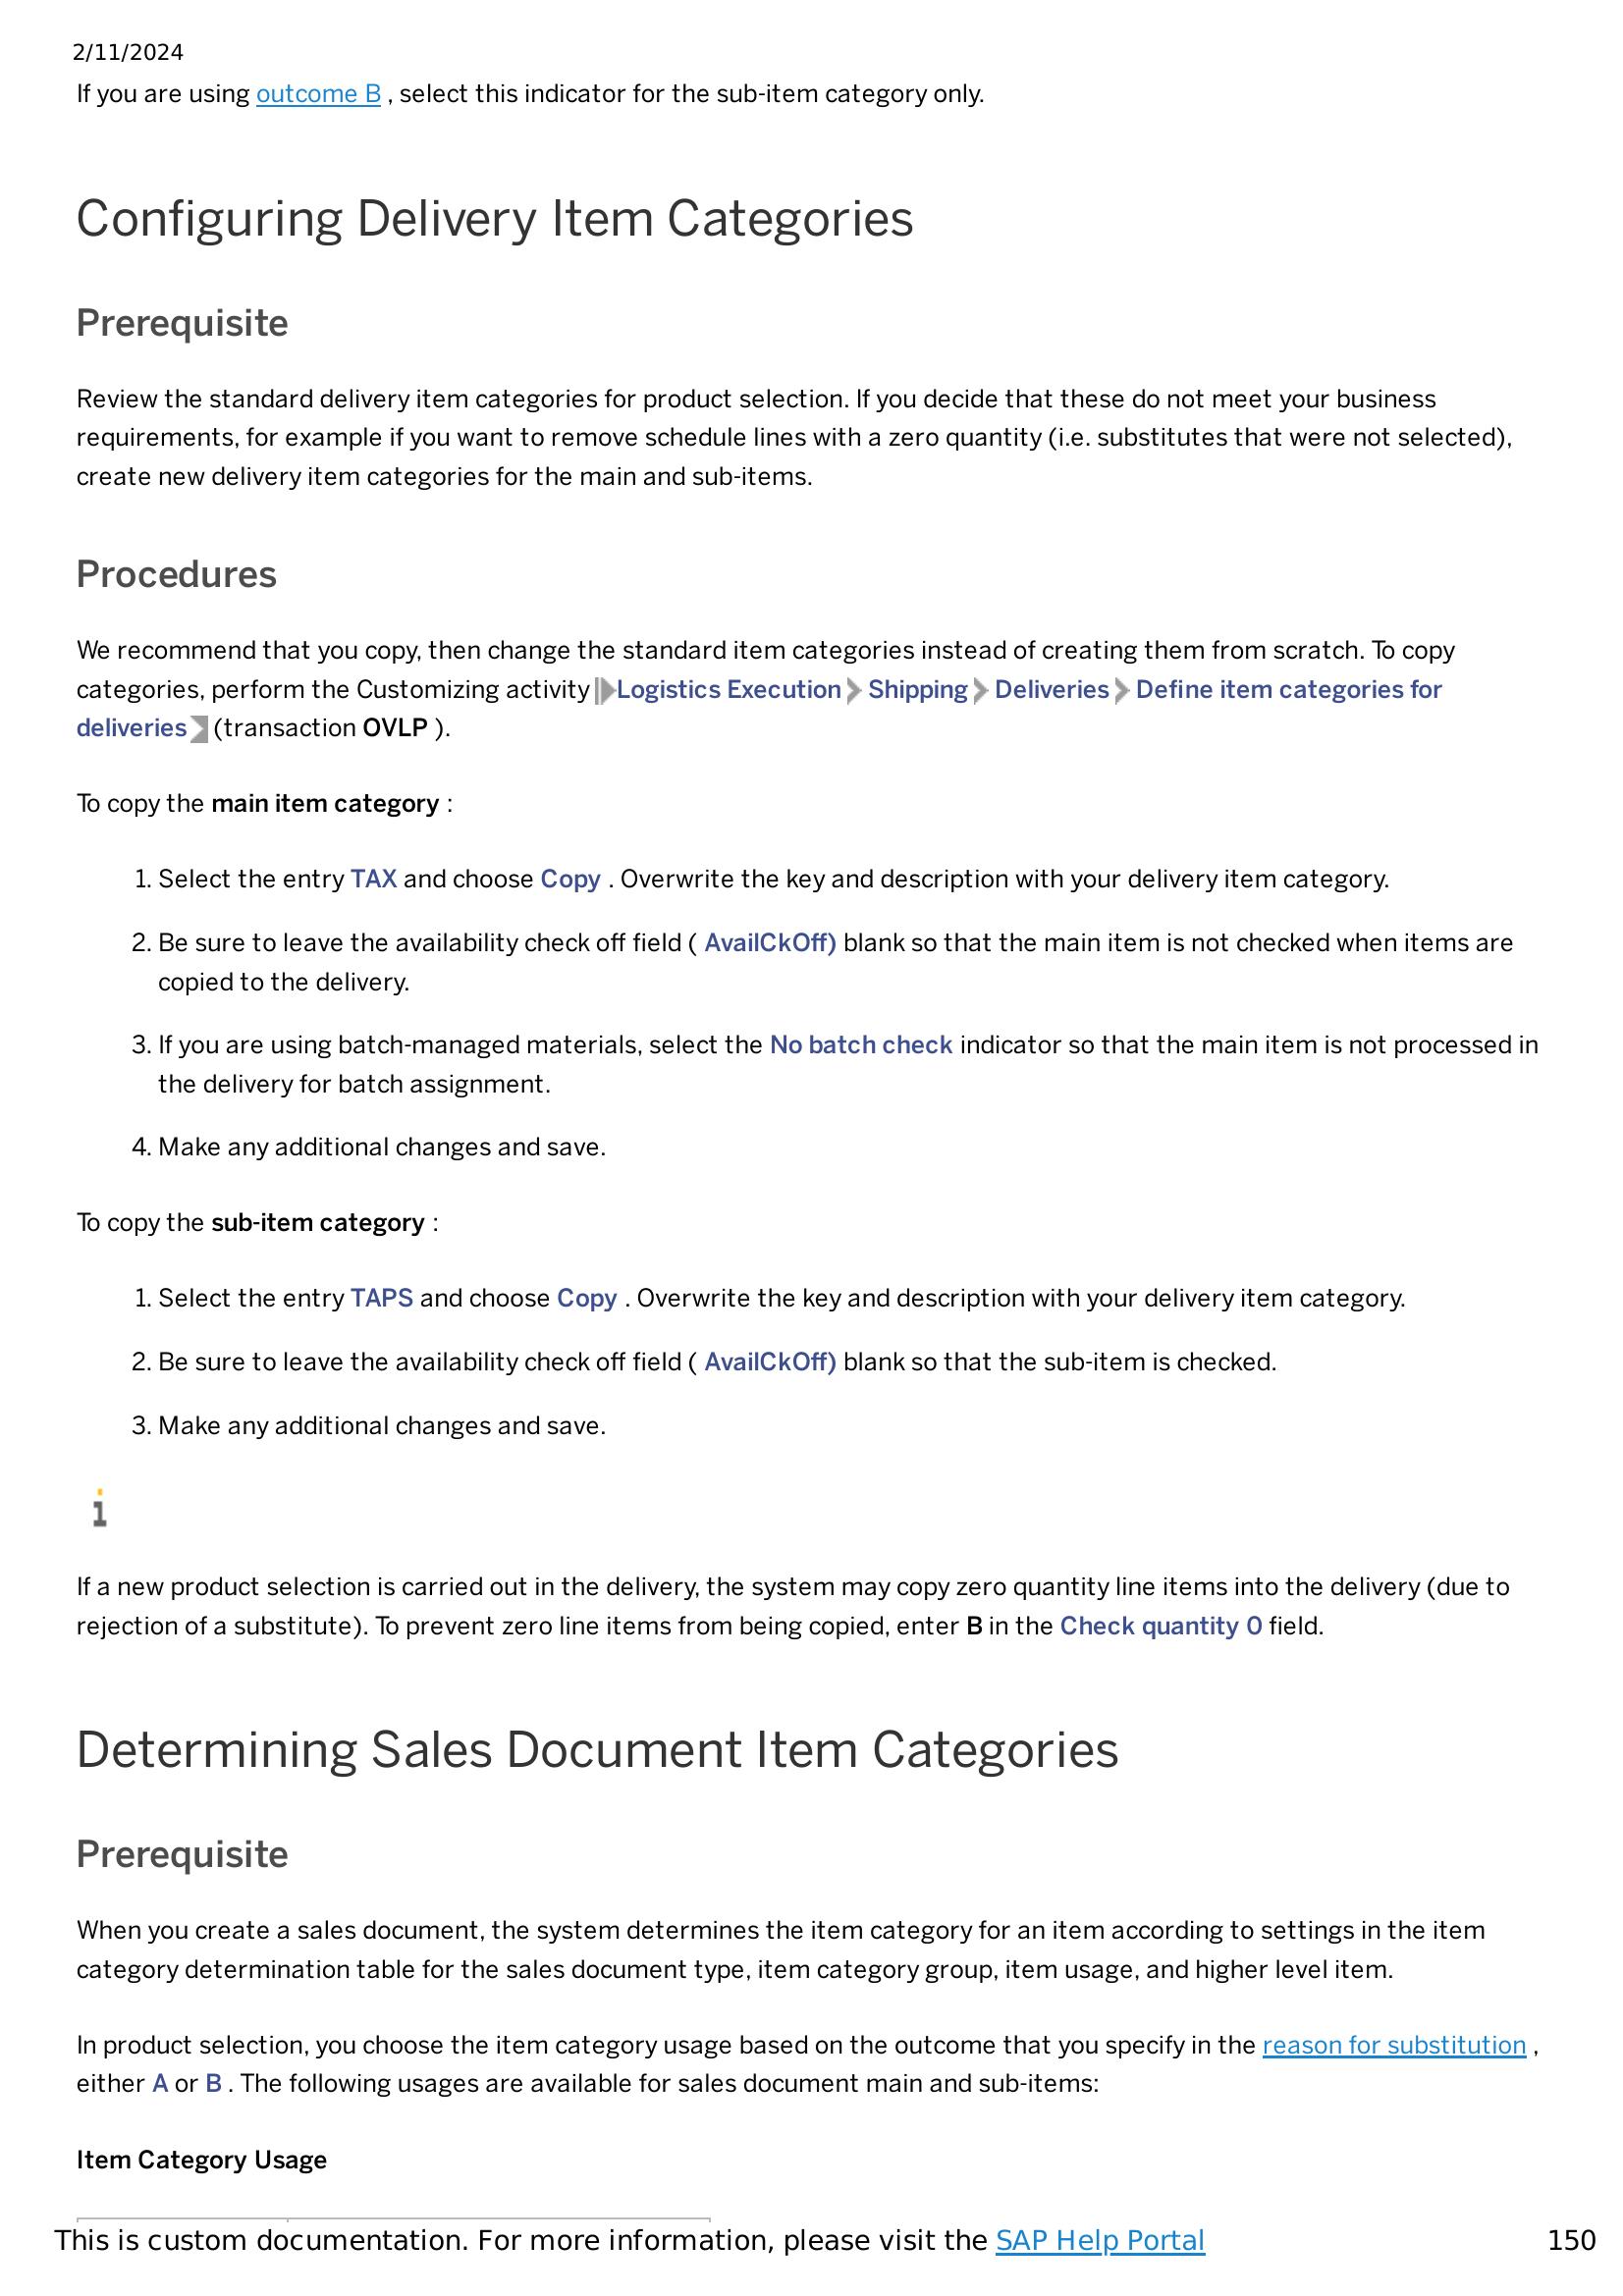 2/11/2024
If you are using outcome B , select this indicator for the sub-item category only.
Configuring Delivery Item Categories
Prerequisite
Review the standard delivery item categories for product selection. If you decide that these do not meet your business
requirements, for example if you want to remove schedule lines with a zero quantity (i.e. substitutes that were not selected),
create new delivery item categories for the main and sub-items.
Procedures
We recommend that you copy, then change the standard item categories instead of creating them from scratch. To copy
categories, perform the Customizing activity Logistics Execution Shipping Deliveries Define item categories for
deliveries (transaction OVLP ).
To copy the main item category :
1. Select the entry TAX and choose Copy . Overwrite the key and description with your delivery item category.
2. Be sure to leave the availability check off field ( AvailCkOff) blank so that the main item is not checked when items are
copied to the delivery.
3. If you are using batch-managed materials, select the No batch check indicator so that the main item is not processed in
the delivery for batch assignment.
4. Make any additional changes and save.
To copy the sub-item category :
1. Select the entry TAPS and choose Copy . Overwrite the key and description with your delivery item category.
2. Be sure to leave the availability check off field ( AvailCkOff) blank so that the sub-item is checked.
3. Make any additional changes and save.
If a new product selection is carried out in the delivery, the system may copy zero quantity line items into the delivery (due to
rejection of a substitute). To prevent zero line items from being copied, enter B in the Check quantity 0 field.
Determining Sales Document Item Categories
Prerequisite
When you create a sales document, the system determines the item category for an item according to settings in the item
category determination table for the sales document type, item category group, item usage, and higher level item.
In product selection, you choose the item category usage based on the outcome that you specify in the reason for substitution ,
either A or B . The following usages are available for sales document main and sub-items:
Item Category Usage
This is custom documentation. For more information, please visit the SAP Help Portal
150